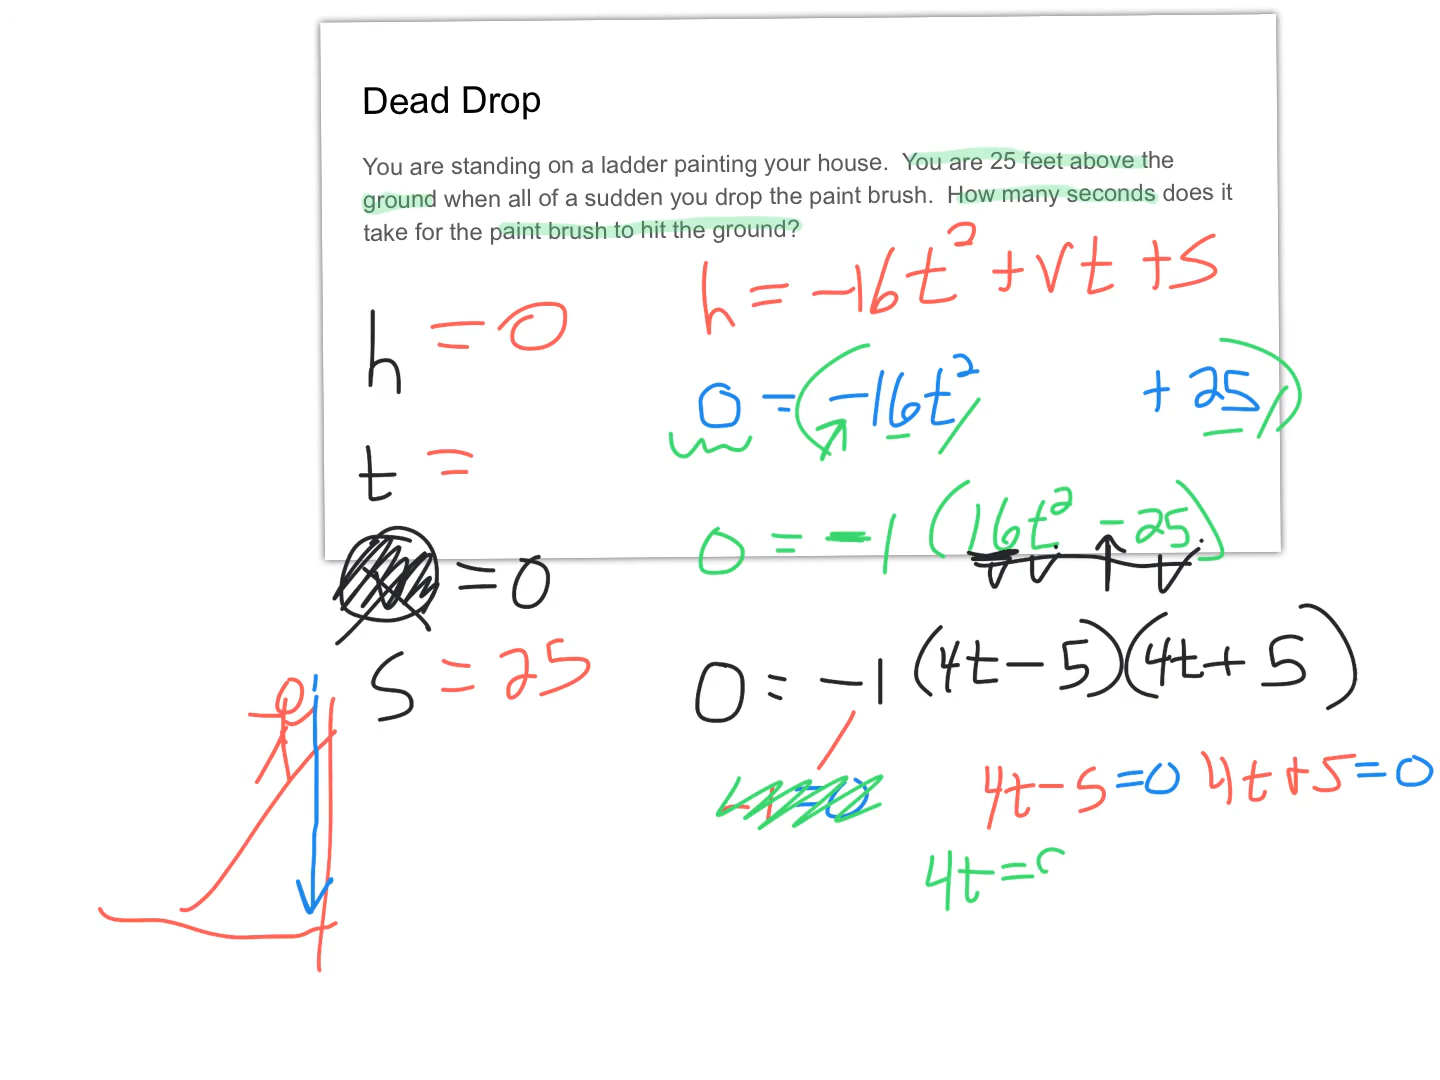 Dead Drop
You are standing on a ladder painting your house. You are 25 feet above the
ground when all of a sudden you drop the paint brush. How many seconds does it
take for the paint brush to hit the ground?
h = -16t² + vt + s
h = 0
0 = -16t² + 25
t =
0 = -1 (16t² - 25)
= 0
s = 25
0 = -1 (4t - 5)(4t + 5)
-1 = 0
4t - 5 = 0 4t + 5 = 0
4t =